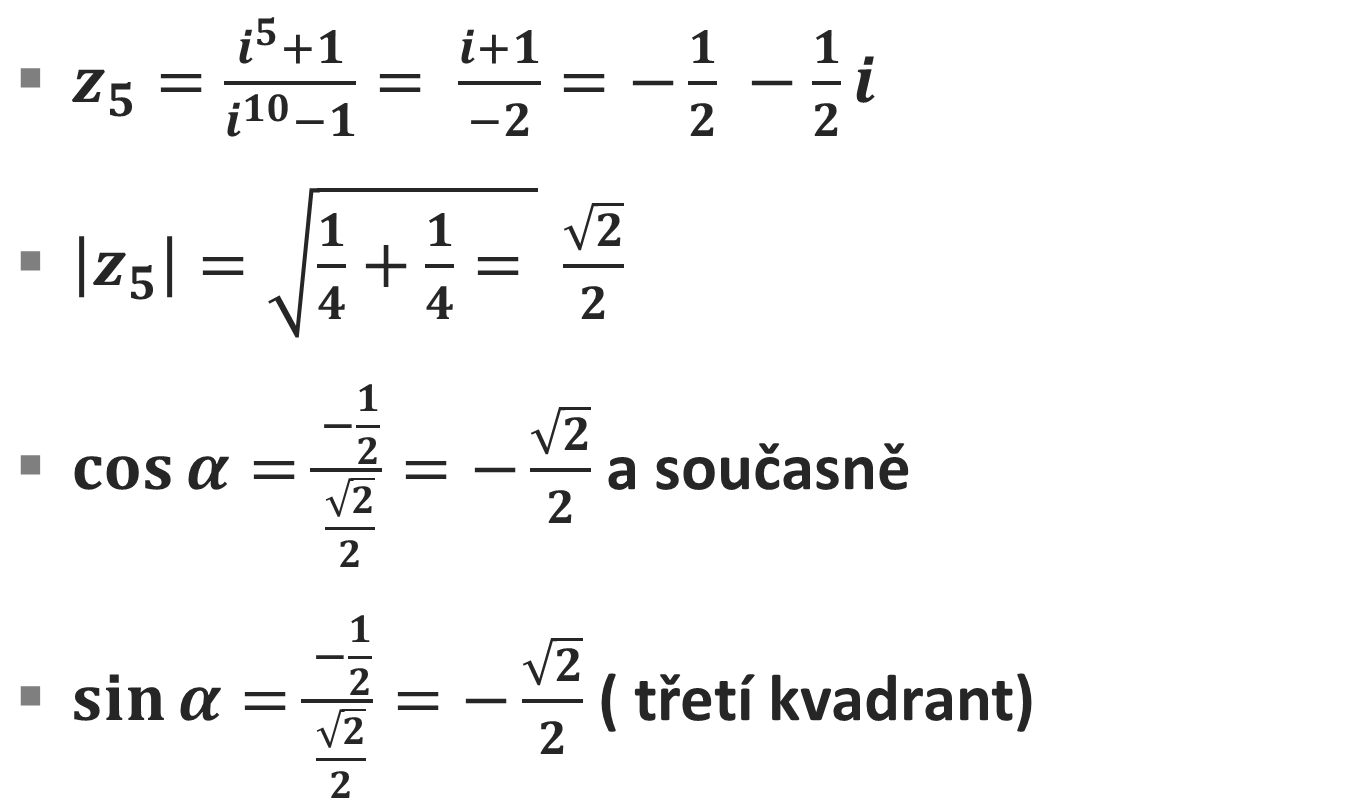 ▪ z₅ = (i⁵+1)/(i¹⁰−1) = (i+1)/(−2) = −1/2 − 1/2 i
▪ |z₅| = √(1/4 + 1/4 =) √2/2
▪ cos α = (−1/2)/(√2/2) = −√2/2 a současně
▪ sin α = (−1/2)/(√2/2) = −√2/2 ( třetí kvadrant)